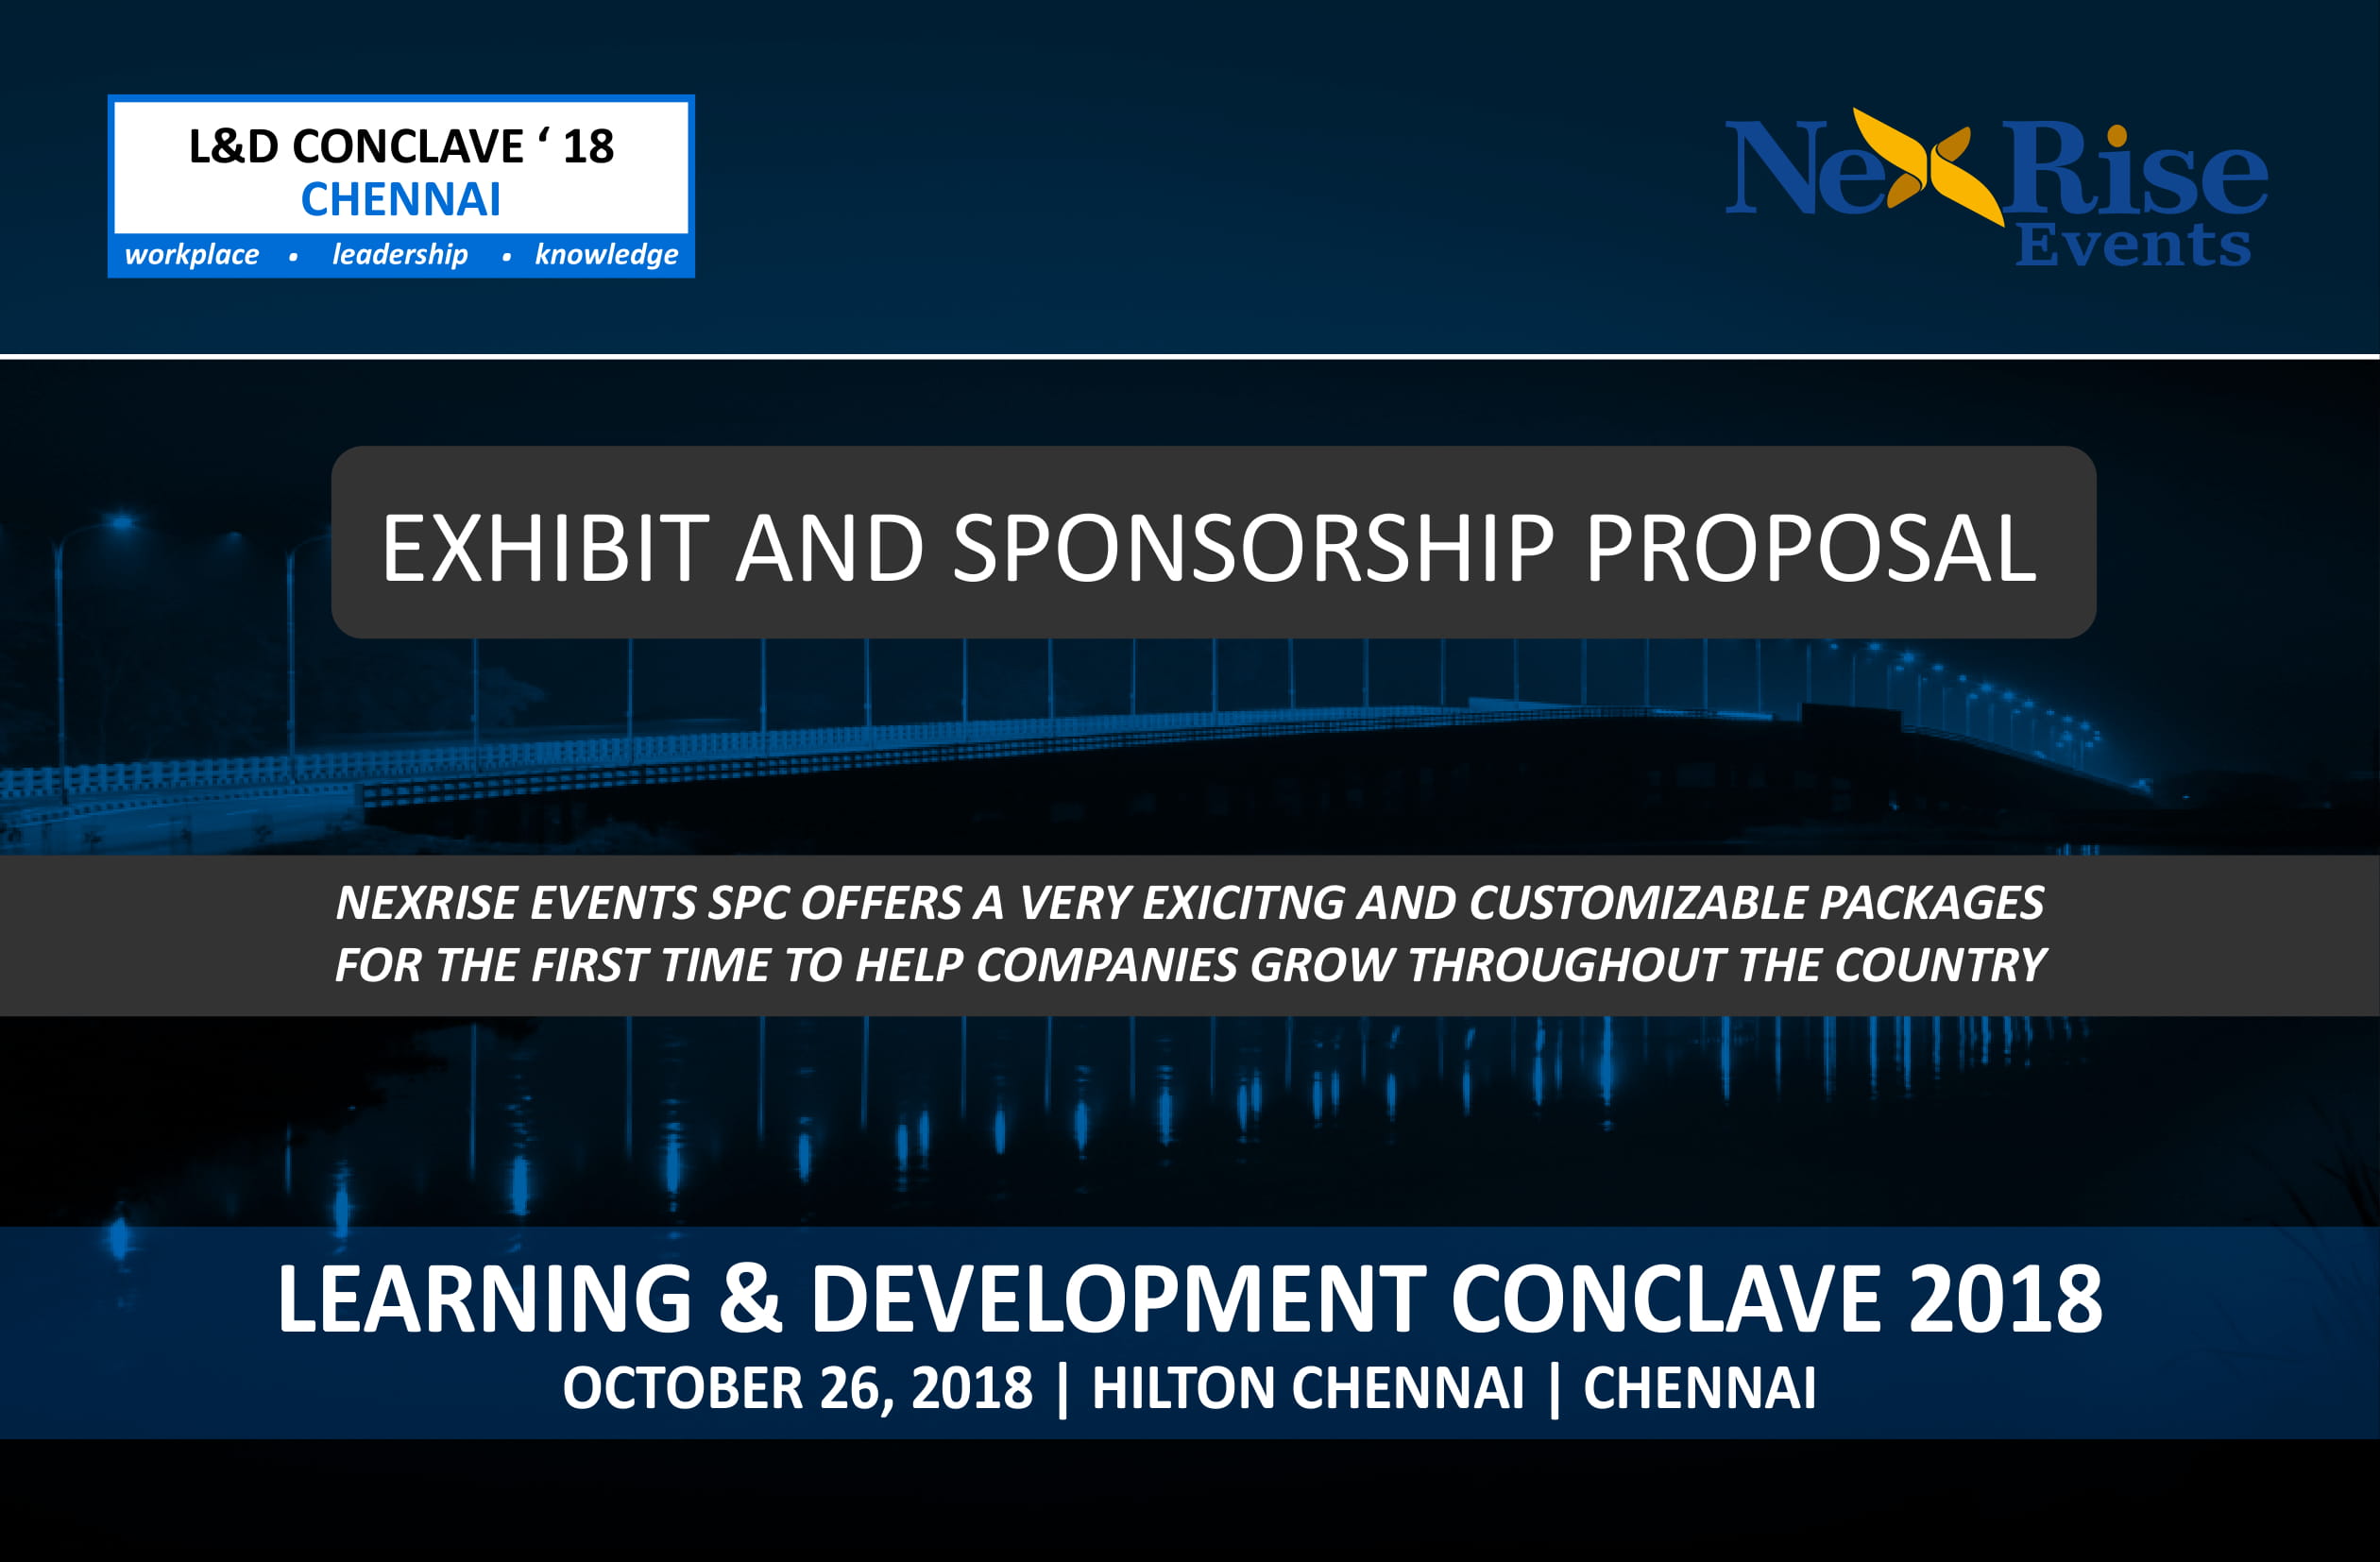 L&D CONCLAVE ‘ 18
CHENNAI
workplace • leadership • knowledge
NexRise
Events
EXHIBIT AND SPONSORSHIP PROPOSAL
NEXRISE EVENTS SPC OFFERS A VERY EXICITNG AND CUSTOMIZABLE PACKAGES
FOR THE FIRST TIME TO HELP COMPANIES GROW THROUGHOUT THE COUNTRY
LEARNING & DEVELOPMENT CONCLAVE 2018
OCTOBER 26, 2018 | HILTON CHENNAI | CHENNAI